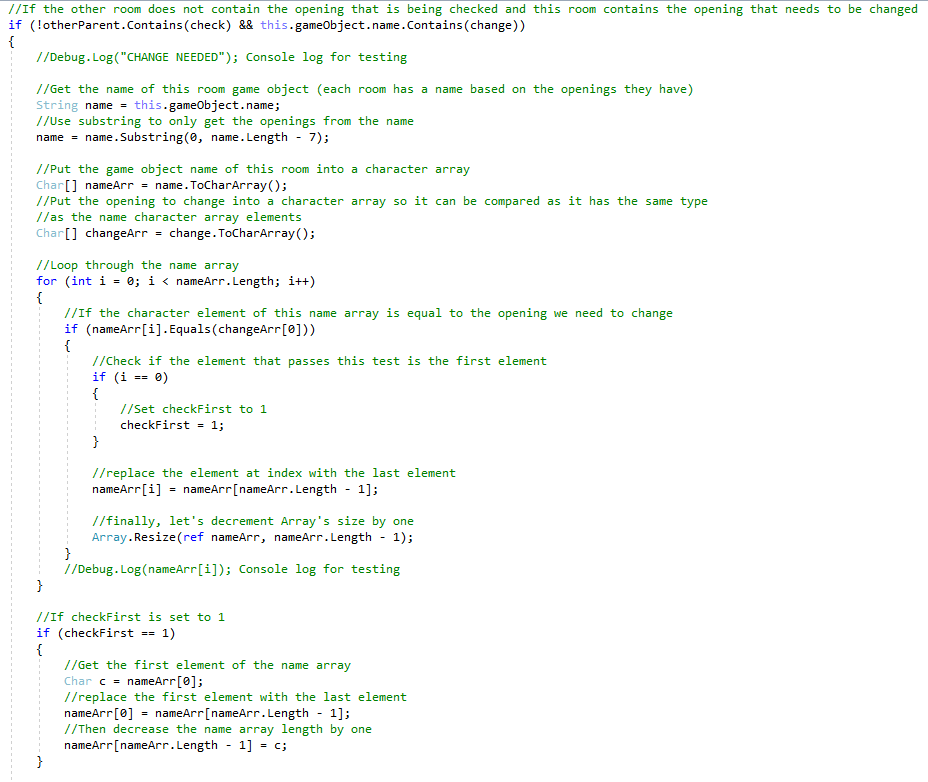 //If the other room does not contain the opening that is being checked and this room contains the opening that needs to be changed
if (!otherParent.Contains(check) && this.gameObject.name.Contains(change))
{
//Debug.Log("CHANGE NEEDED"); Console log for testing
//Get the name of this room game object (each room has a name based on the openings they have)
String name = this.gameObject.name;
//Use substring to only get the openings from the name
name = name.Substring(0, name.Length - 7);
//Put the game object name of this room into a character array
Char[] nameArr = name.ToCharArray();
//Put the opening to change into a character array so it can be compared as it has the same type
//as the name character array elements
Char[] changeArr = change.ToCharArray();
//Loop through the name array
for (int i = 0; i < nameArr.Length; i++)
{
//If the character element of this name array is equal to the opening we need to change
if (nameArr[i].Equals(changeArr[0]))
{
//Check if the element that passes this test is the first element
if (i == 0)
{
//Set checkFirst to 1
checkFirst = 1;
}
//replace the element at index with the last element
nameArr[i] = nameArr[nameArr.Length - 1];
//finally, let's decrement Array's size by one
Array.Resize(ref nameArr, nameArr.Length - 1);
}
//Debug.Log(nameArr[i]); Console log for testing
}
//If checkFirst is set to 1
if (checkFirst == 1)
{
//Get the first element of the name array
Char c = nameArr[0];
//replace the first element with the last element
nameArr[0] = nameArr[nameArr.Length - 1];
//Then decrease the name array length by one
nameArr[nameArr.Length - 1] = c;
}